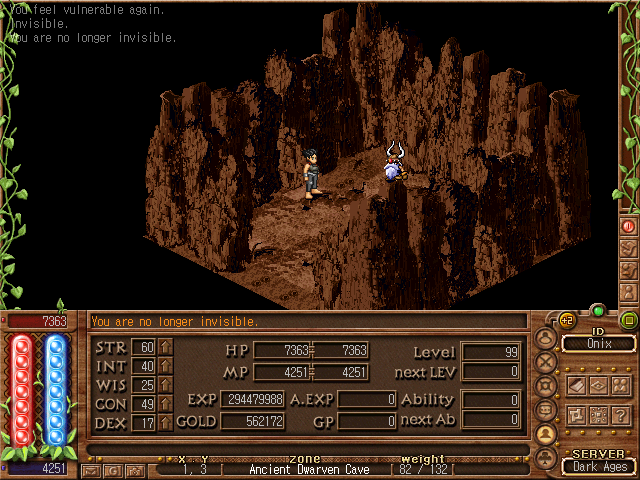 You feel vulnerable again.
Invisible.
You are no longer invisible.
7363
You are no longer invisible.
+2
ID
Onix
STR 60
HP 7363 / 7363
Level 99
INT 40
MP 4251 / 4251
next LEV 0
WIS 25
CON 49
EXP 294479988
A.EXP 0
Ability 0
DEX 17
GOLD 562172
GP 0
next Ab 0
x . y
zone
weight
4251
G
1, 3
[ Ancient Dwarven Cave
[ 82 / 132[
?
SERVER
Dark Ages